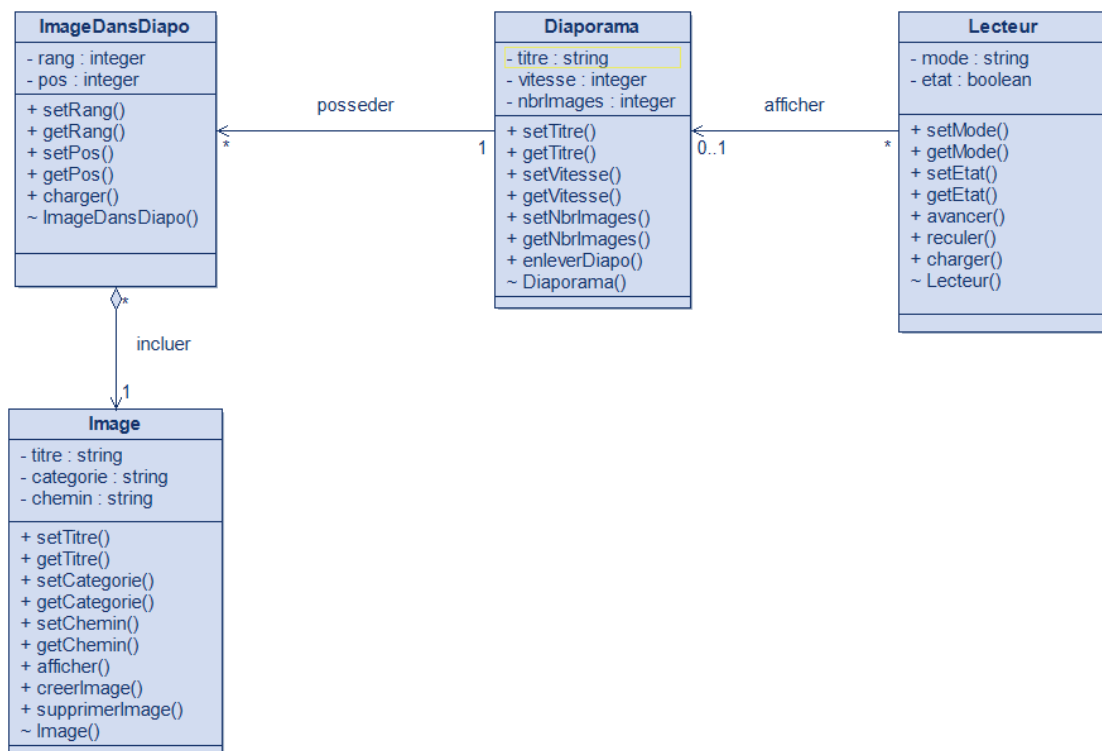 ImageDansDiapo
- rang : integer
- pos : integer
+ setRang()
+ getRang()
+ setPos()
+ getPos()
+ charger()
~ ImageDansDiapo()
posseder
*
1
Diaporama
- titre : string
- vitesse : integer
- nbrImages : integer
+ setTitre()
+ getTitre()
+ setVitesse()
+ getVitesse()
+ setNbrImages()
+ getNbrImages()
+ enleverDiapo()
~ Diaporama()
afficher
0..1
*
Lecteur
- mode : string
- etat : boolean
+ setMode()
+ getMode()
+ setEtat()
+ getEtat()
+ avancer()
+ reculer()
+ charger()
~ Lecteur()
*
incluer
1
Image
- titre : string
- categorie : string
- chemin : string
+ setTitre()
+ getTitre()
+ setCategorie()
+ getCategorie()
+ setChemin()
+ getChemin()
+ afficher()
+ creerImage()
+ supprimerImage()
~ Image()